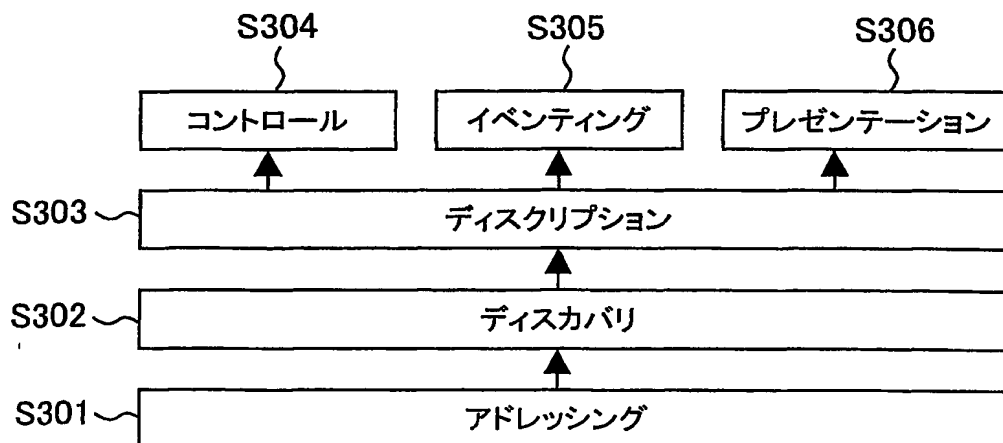 S304
S305
S306
コントロール
イベンティング
プレゼンテーション
S303
ディスクリプション
S302
ディスカバリ
S301
アドレッシング